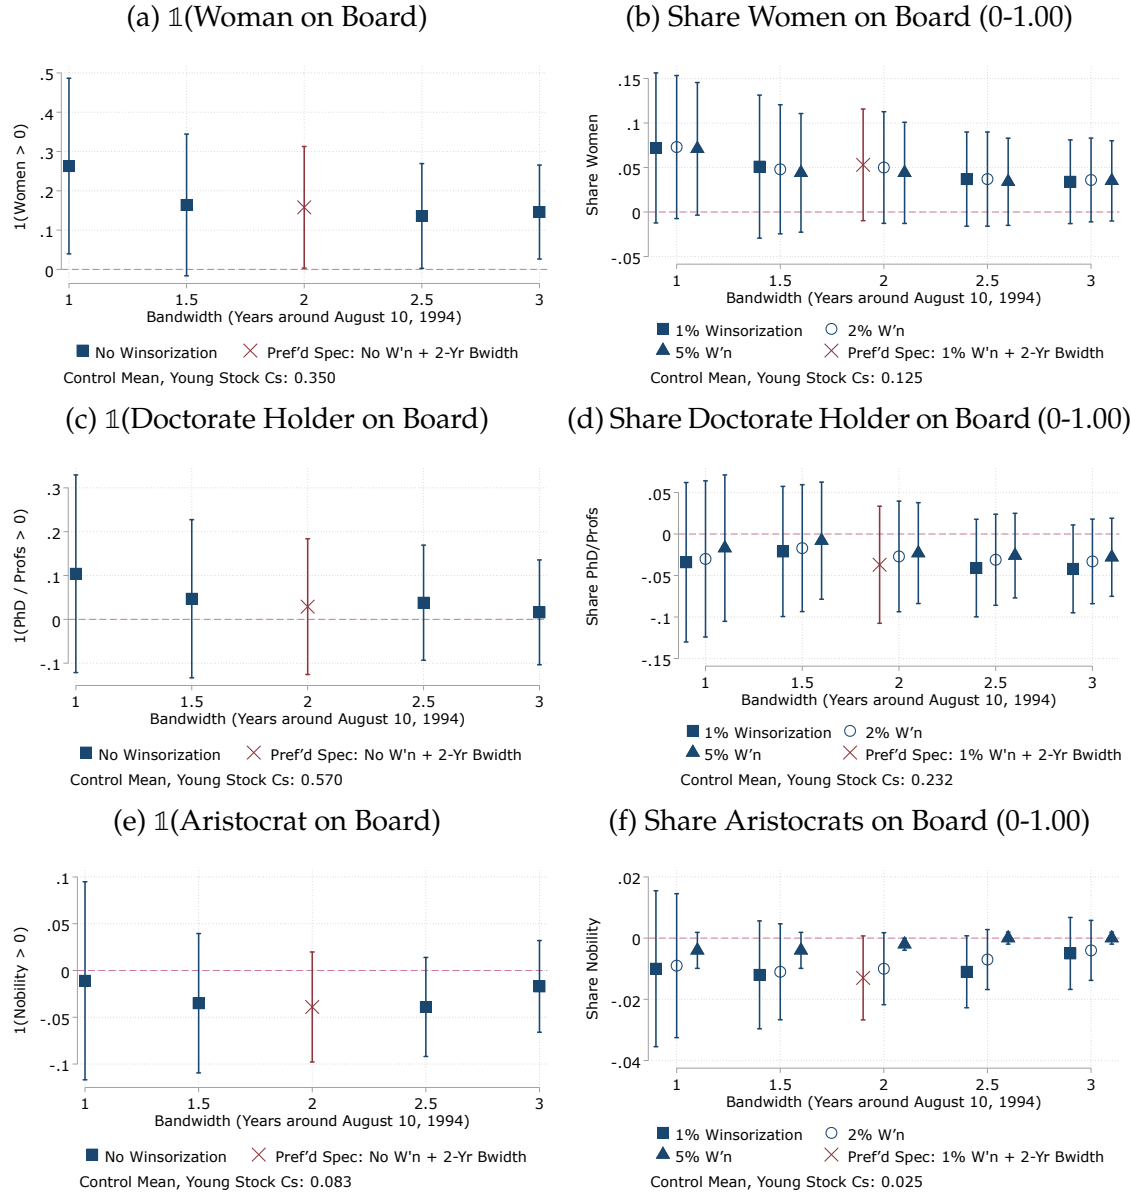 (a) 𝟙(Woman on Board)
.5
.4
.3
.2
.1
0
1(Women > 0)
1 1.5 2 2.5 3
Bandwidth (Years around August 10, 1994)
No Winsorization Pref'd Spec: No W'n + 2-Yr Bwidth
Control Mean, Young Stock Cs: 0.350
(b) Share Women on Board (0-1.00)
.15
.1
.05
0
-.05
Share Women
1 1.5 2 2.5 3
Bandwidth (Years around August 10, 1994)
1% Winsorization 2% W'n
5% W'n Pref'd Spec: 1% W'n + 2-Yr Bwidth
Control Mean, Young Stock Cs: 0.125
(c) 𝟙(Doctorate Holder on Board)
.3
.2
.1
0
-.1
1(PhD / Profs > 0)
1 1.5 2 2.5 3
Bandwidth (Years around August 10, 1994)
No Winsorization Pref'd Spec: No W'n + 2-Yr Bwidth
Control Mean, Young Stock Cs: 0.570
(d) Share Doctorate Holder on Board (0-1.00)
.05
0
-.05
-.1
-.15
Share PhD/Profs
1 1.5 2 2.5 3
Bandwidth (Years around August 10, 1994)
1% Winsorization 2% W'n
5% W'n Pref'd Spec: 1% W'n + 2-Yr Bwidth
Control Mean, Young Stock Cs: 0.232
(e) 𝟙(Aristocrat on Board)
.1
.05
0
-.05
-.1
1(Nobility > 0)
1 1.5 2 2.5 3
Bandwidth (Years around August 10, 1994)
No Winsorization Pref'd Spec: No W'n + 2-Yr Bwidth
Control Mean, Young Stock Cs: 0.083
(f) Share Aristocrats on Board (0-1.00)
.02
0
-.02
-.04
Share Nobility
1 1.5 2 2.5 3
Bandwidth (Years around August 10, 1994)
1% Winsorization 2% W'n
5% W'n Pref'd Spec: 1% W'n + 2-Yr Bwidth
Control Mean, Young Stock Cs: 0.025